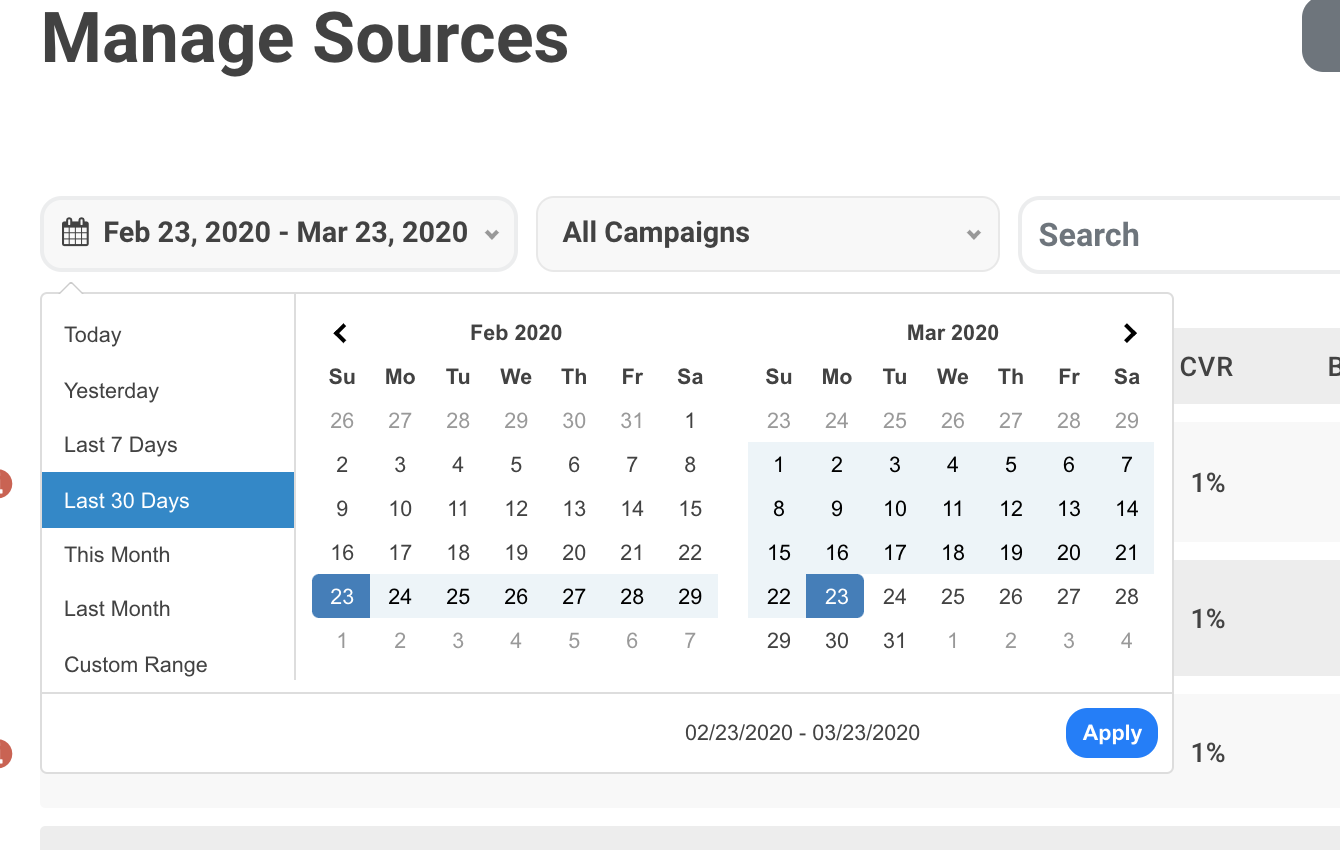 Manage Sources
Feb 23, 2020 - Mar 23, 2020
All Campaigns
Search
Today
Yesterday
Last 7 Days
Last 30 Days
This Month
Last Month
Custom Range
Feb 2020
Su Mo Tu We Th Fr Sa
26 27 28 29 30 31 1
2 3 4 5 6 7 8
9 10 11 12 13 14 15
16 17 18 19 20 21 22
23 24 25 26 27 28 29
1 2 3 4 5 6 7
Mar 2020
Su Mo Tu We Th Fr Sa
23 24 25 26 27 28 29
1 2 3 4 5 6 7
8 9 10 11 12 13 14
15 16 17 18 19 20 21
22 23 24 25 26 27 28
29 30 31 1 2 3 4
02/23/2020 - 03/23/2020
Apply
CVR
1%
1%
1%